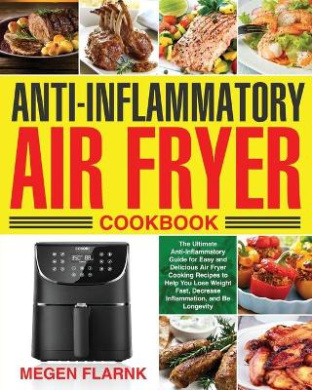 ANTI-INFLAMMATORY
AIR FRYER
COOKBOOK
The Ultimate
Anti-Inflammatory
Guide for Easy and
Delicious Air Fryer
Cooking Recipes to
Help You Lose Weight
Fast, Decrease
Inflammation, and Be
Longevity
MEGEN FLARNK